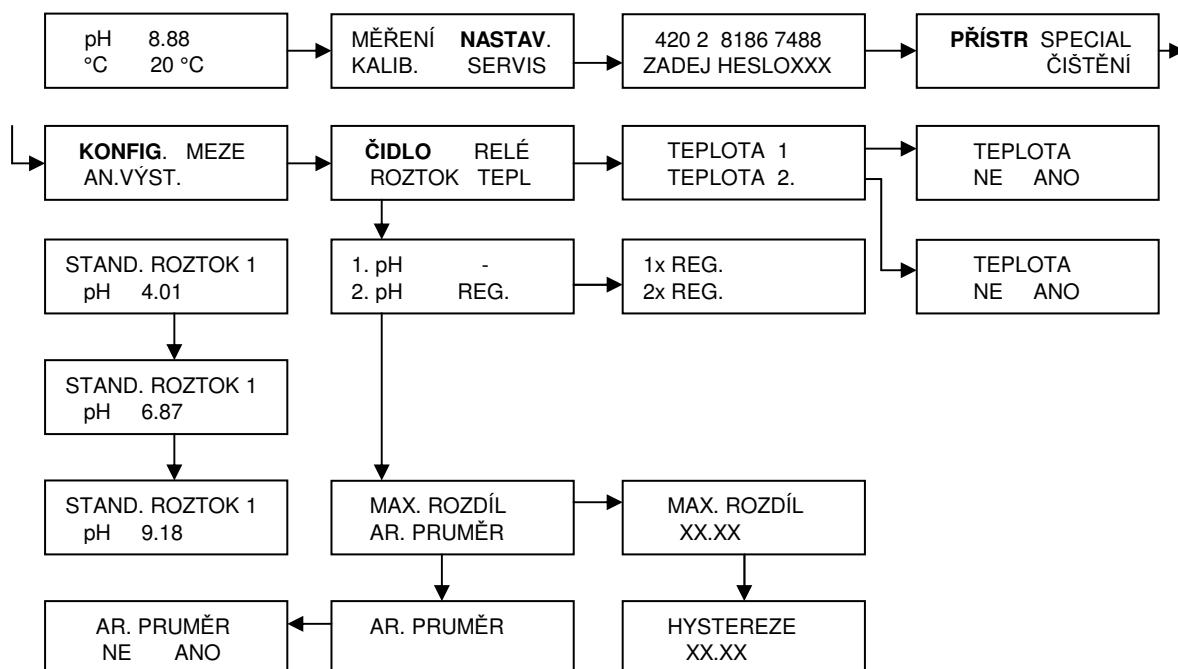 pH 8.88
°C 20 °C
MĚŘENÍ NASTAV.
KALIB. SERVIS
420 2 8186 7488
ZADEJ HESLOXXX
PŘÍSTR SPECIAL
ČIŠTĚNÍ
KONFIG. MEZE
AN.VÝST.
ČIDLO RELÉ
ROZTOK TEPL
TEPLOTA 1
TEPLOTA 2.
TEPLOTA
NE ANO
STAND. ROZTOK 1
pH 4.01
1. pH -
2. pH REG.
1x REG.
2x REG.
TEPLOTA
NE ANO
STAND. ROZTOK 1
pH 6.87
STAND. ROZTOK 1
pH 9.18
MAX. ROZDÍL
AR. PRUMĚR
MAX. ROZDÍL
XX.XX
AR. PRUMĚR
NE ANO
AR. PRUMĚR
HYSTEREZE
XX.XX